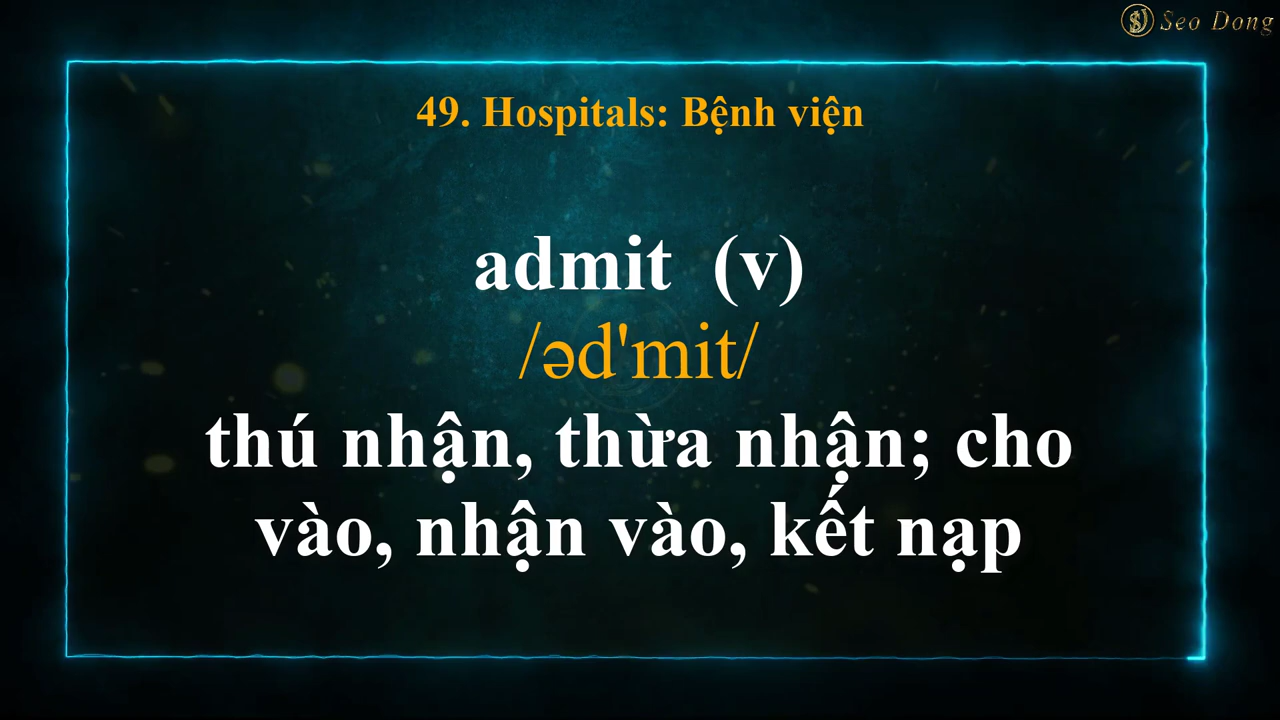 Seo Dong
49. Hospitals: Bệnh viện
admit (v)
/əd'mit/
thú nhận, thừa nhận; cho
vào, nhận vào, kết nạp